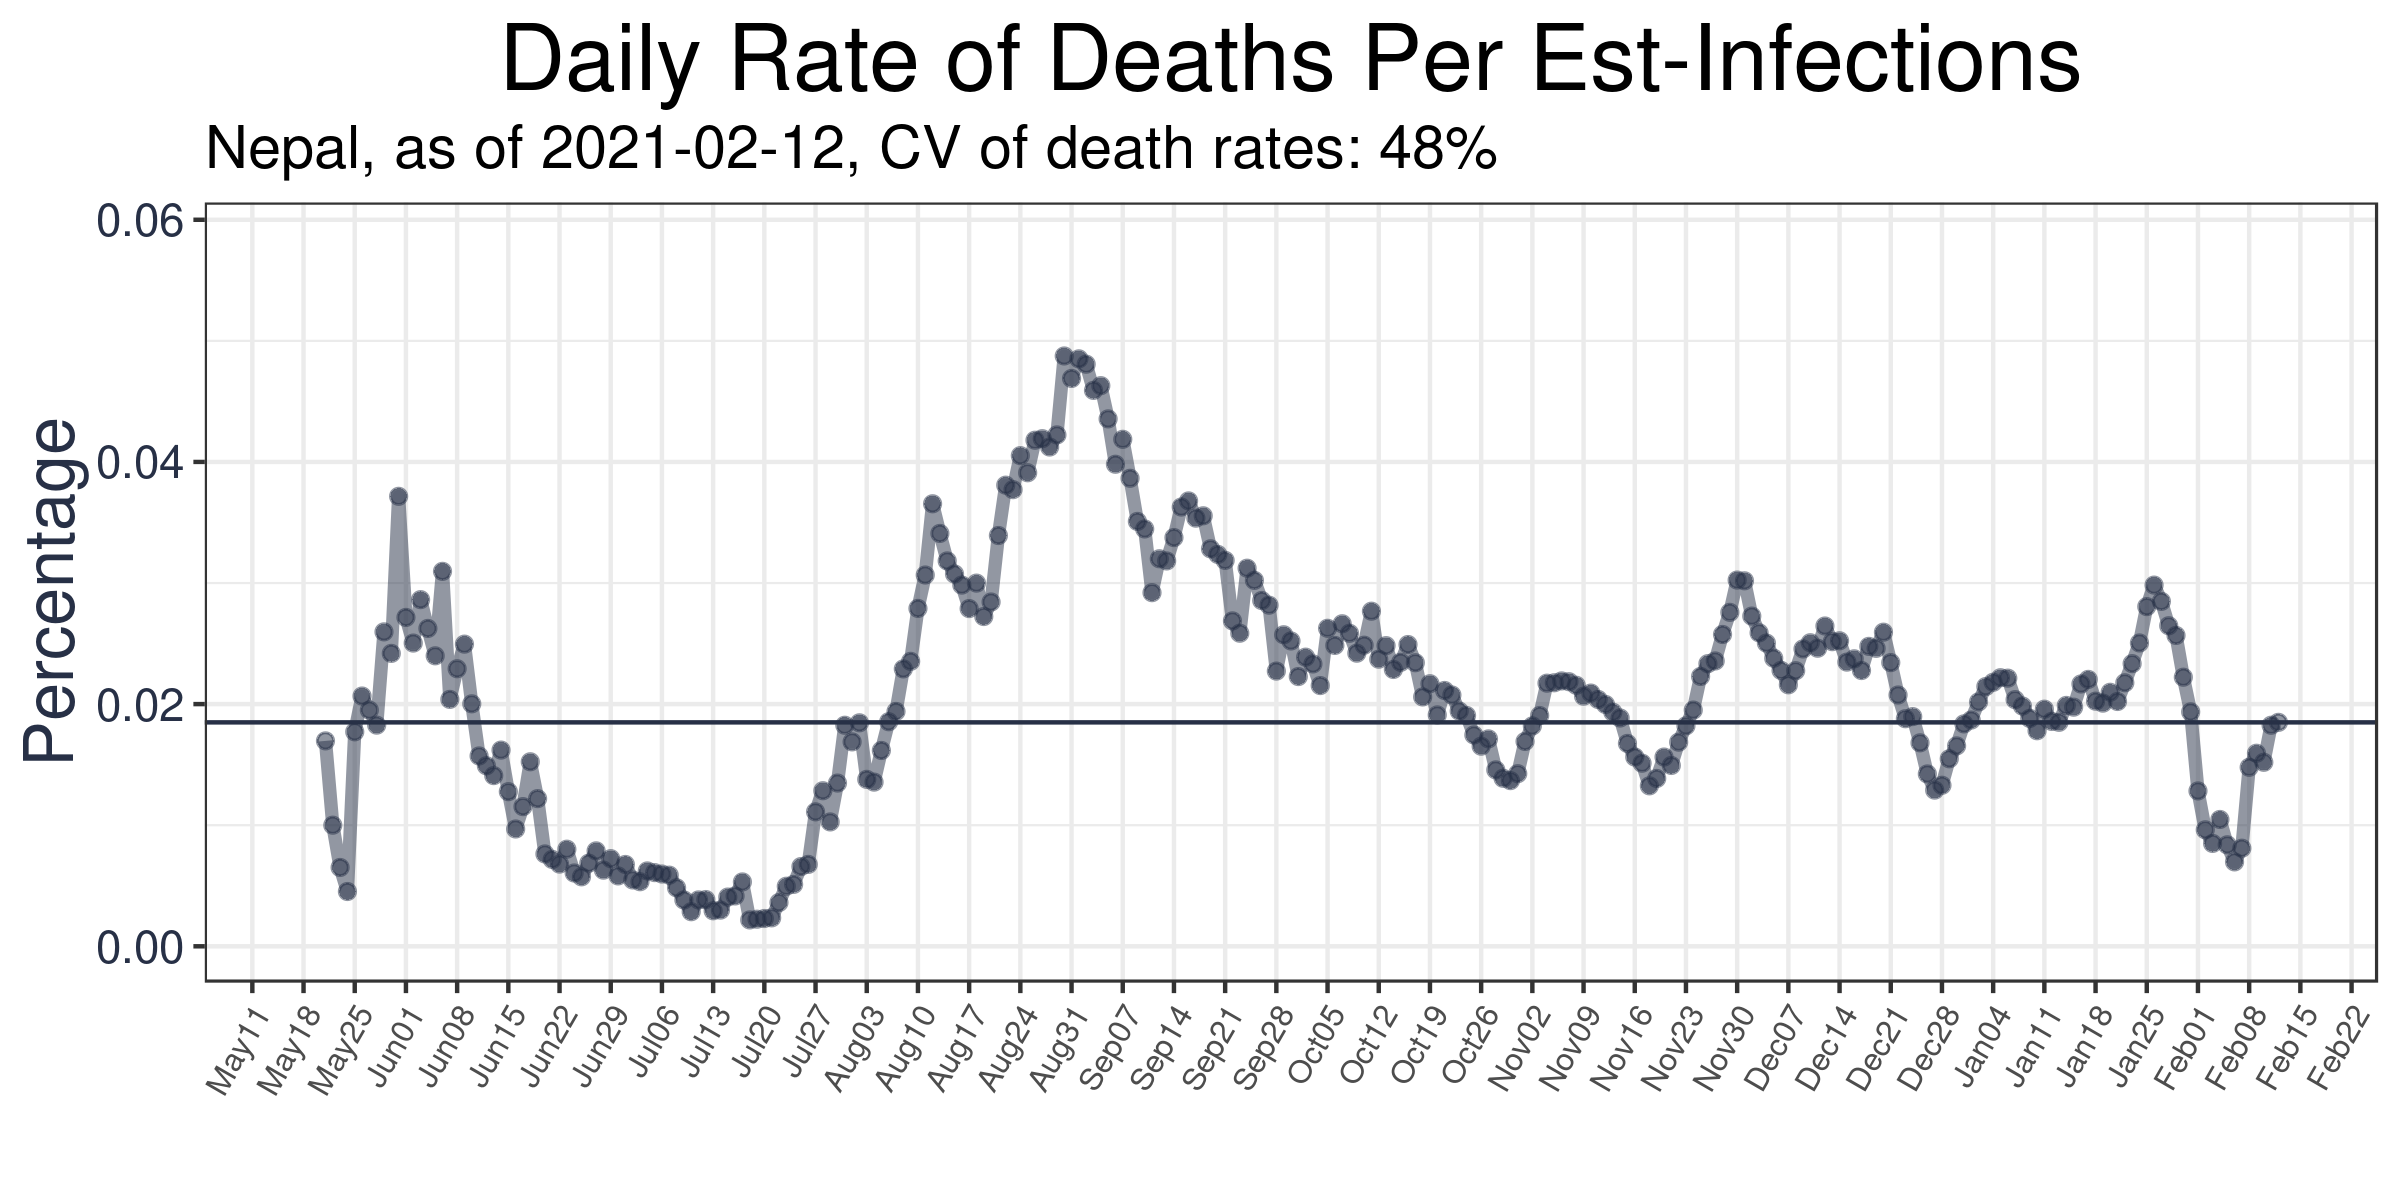 Daily Rate of Deaths Per Est-Infections
Nepal, as of 2021-02-12, CV of death rates: 48%
Percentage
0.06
0.04
0.02
0.00
May11 May18 May25 Jun01 Jun08 Jun15 Jun22 Jun29 Jul06 Jul13 Jul20 Jul27 Aug03 Aug10 Aug17 Aug24 Aug31 Sep07 Sep14 Sep21 Sep28 Oct05 Oct12 Oct19 Oct26 Nov02 Nov09 Nov16 Nov23 Nov30 Dec07 Dec14 Dec21 Dec28 Jan04 Jan11 Jan18 Jan25 Feb01 Feb08 Feb15 Feb22